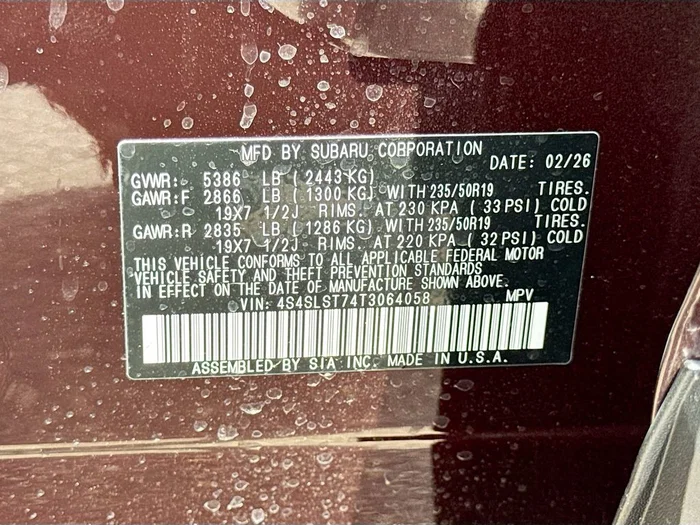 MFD BY SUBARU CORPORATION DATE: 02/26
GVWR: 5386 LB (2443 KG)
GAWR:F 2866 LB (1300 KG) WITH 235/50R19 TIRES.
19X7 1/2J RIMS. AT 230 KPA (33 PSI) COLD
GAWR:R 2835 LB (1286 KG) WITH 235/50R19 TIRES.
19X7 1/2J RIMS. AT 220 KPA (32 PSI) COLD
THIS VEHICLE CONFORMS TO ALL APPLICABLE FEDERAL MOTOR
VEHICLE SAFETY AND THEFT PREVENTION STANDARDS
IN EFFECT ON THE DATE OF MANUFACTURE SHOWN ABOVE.
VIN: 4S4SLST74T3064058 MPV
ASSEMBLED BY SIA INC. MADE IN U.S.A.